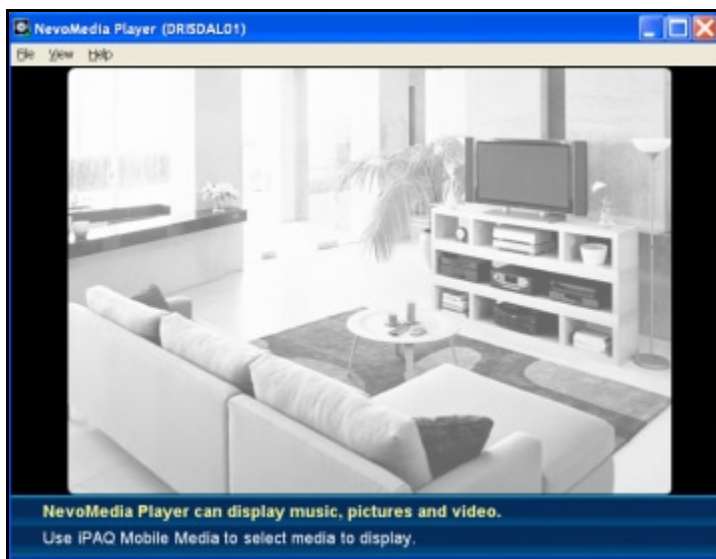 NevoMedia Player (DRISDAL01)
File View Help
NevoMedia Player can display music, pictures and video.
Use iPAQ Mobile Media to select media to display.